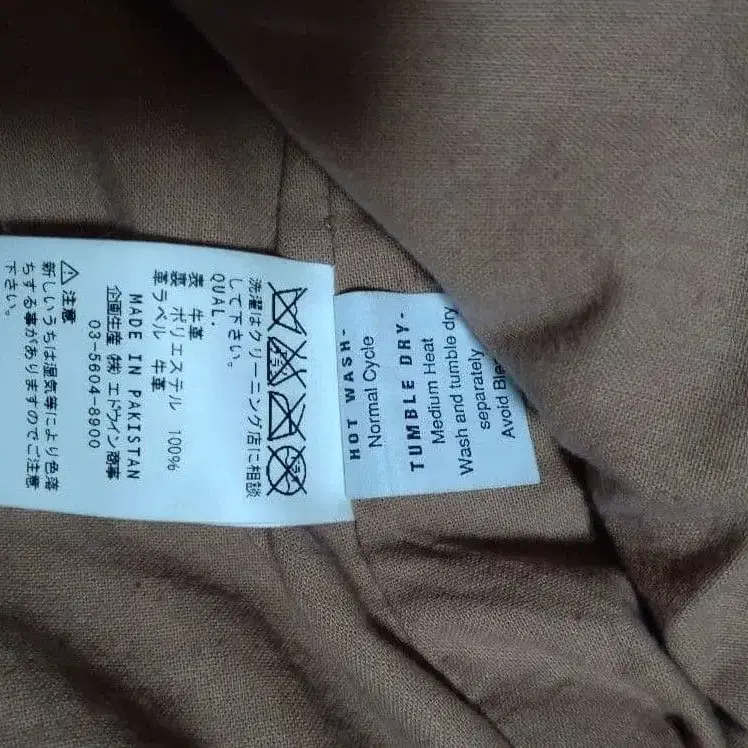 洗濯はクリーニング店に相談
して下さい。
QUAL.
表 牛革
裏 ポリエステル 100%
革ラベル 牛革
MADE IN PAKISTAN
企画生産 ㈱エドウイン商事
03-5604-8900
⚠注意
新しいうちは湿気等により色落
ちする事がありますのでご注意
下さい。
HOT WASH-
Normal Cycle
TUMBLE DRY-
Medium Heat
Wash and tumble dry
separately
Avoid